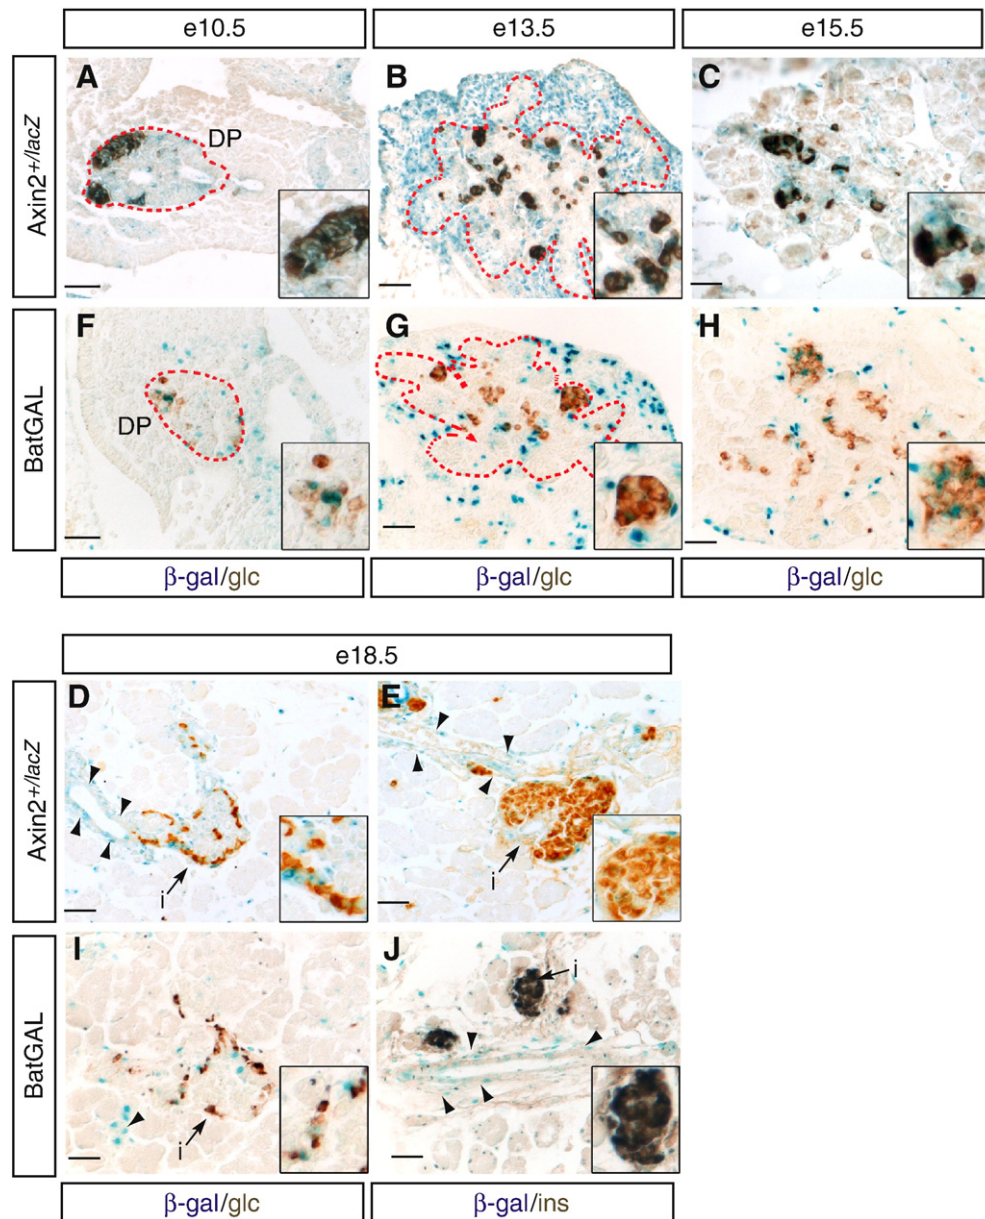 e10.5 e13.5 e15.5
Axin2+/lacZ
A DP B C
BatGAL
F DP G H
β-gal/glc β-gal/glc β-gal/glc
e18.5
Axin2+/lacZ
D i E i
BatGAL
I i J i
β-gal/glc β-gal/ins